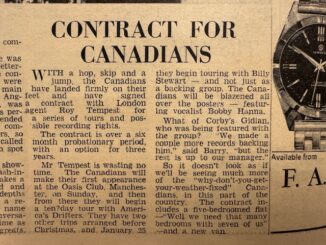 CONTRACT FOR
CANADIANS
WITH a hop, skip and a
jump, the Canadians
have landed firmly on their
feet and have signed
a contract with London
agent Roy Tempest for
a series of tours and pos-
sible recording rights.
The contract is over a six
month probationary period,
with an option for three
years.
Mr Tempest is wasting no
time. The Canadians will
make their first appearance
at the Oasis Club, Manches-
ter, on Sunday, and then
from there they will begin
a ten?day tour with Ameri-
ca's Drifters. They have two
other trips arranged before
Christmas, and January 25
they begin touring with Billy
Stewart — and not just as
a backing group. The Cana-
dians will be blazened all
over the posters — featur-
ing vocalist Bobby Hanna.
What of Corby's Gidian,
who was being featured with
the group? "We made a
couple more records backing
him," said Barry, "but the
rest is up to our manager."
So it doesn't look as if
we'll be seeing much more
of the "why-don't-you-get-
your-weather-fixed" Cana-
dians, in this part of the
country. The contract in-
cludes a five-bedroomed flat
—"Well we need that many
bedrooms with seven of us"
—and a new van.
Available from
F. A.